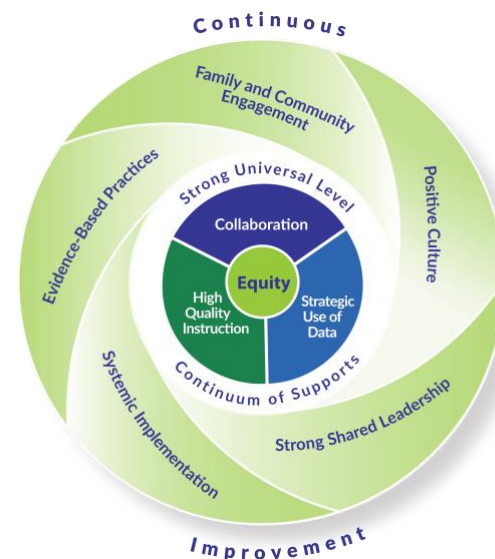 Continuous
Family and Community
Engagement
Positive Culture
Evidence-Based Practices
Strong Universal Level
Collaboration
Equity
High
Quality
Instruction
Strategic
Use of
Data
Continuum of Supports
Systemic Implementation
Strong Shared Leadership
Improvement